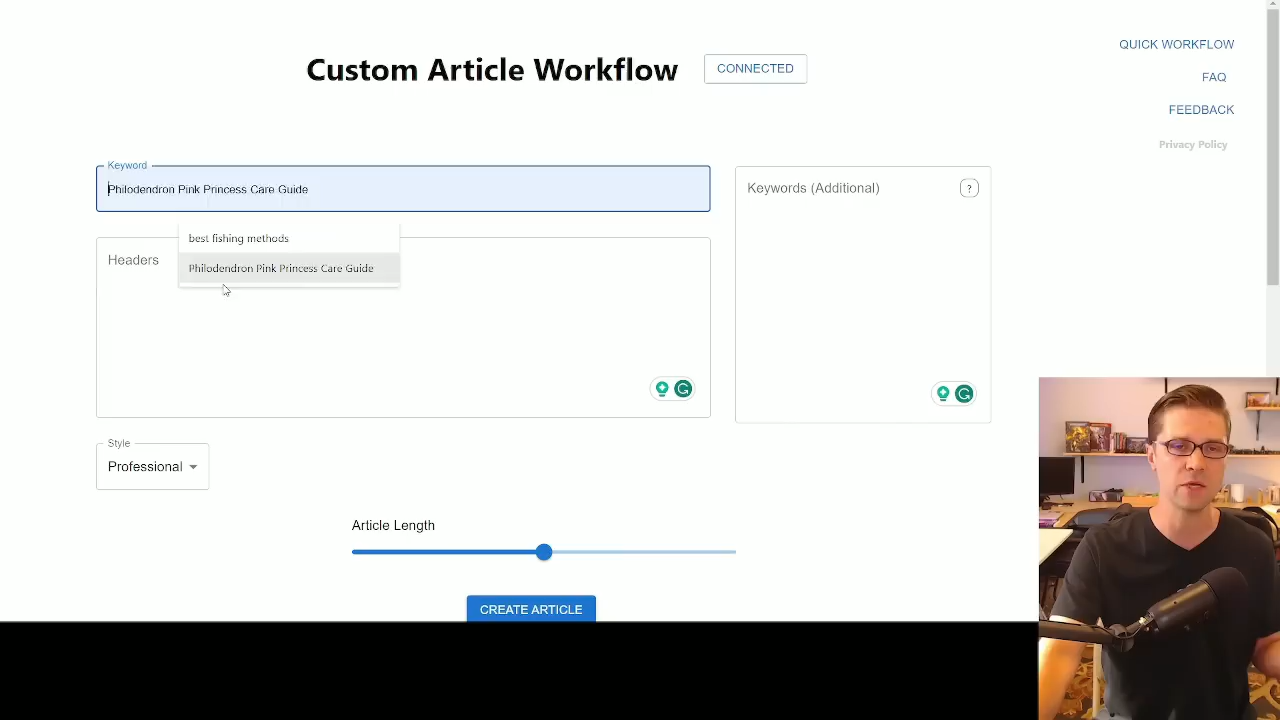 Custom Article Workflow
CONNECTED
QUICK WORKFLOW
FAQ
FEEDBACK
Privacy Policy
Keyword
Philodendron Pink Princess Care Guide
best fishing methods
Philodendron Pink Princess Care Guide
Headers
Keywords (Additional)
?
Style
Professional
Article Length
CREATE ARTICLE